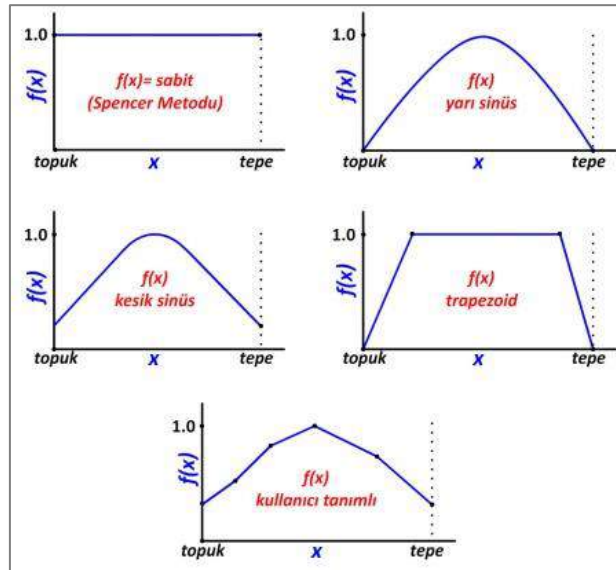 1.0
f(x)
f(x)= sabit
(Spencer Metodu)
topuk
x
tepe
1.0
f(x)
f(x)
yarı sinüs
topuk
x
tepe
1.0
f(x)
f(x)
kesik sinüs
topuk
x
tepe
1.0
f(x)
f(x)
trapezoid
topuk
x
tepe
1.0
f(x)
f(x)
kullanıcı tanımlı
topuk
x
tepe